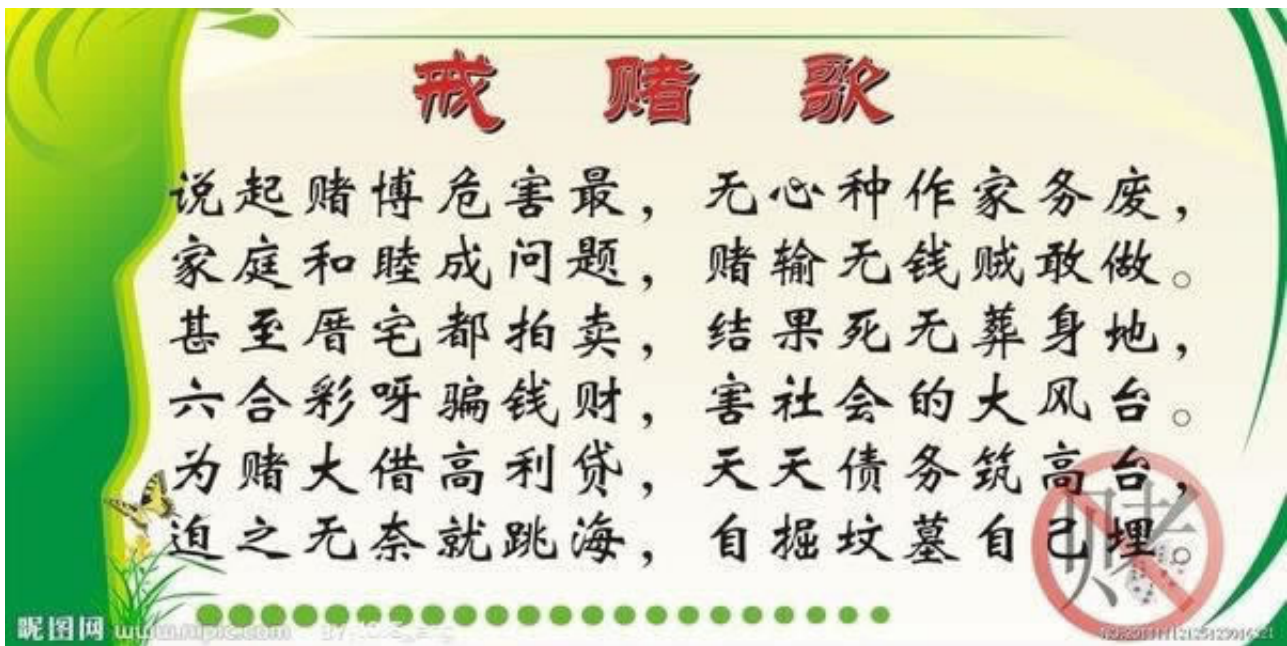 戒 赌 歌
说起赌博危害最，无心种作家务废，
家庭和睦成问题，赌输无钱贼敢做。
甚至厝宅都拍卖，结果死无葬身地，
六合彩呀骗钱财，害社会的大风台。
为赌大借高利贷，天天债务筑高台，
迫之无奈就跳海，自掘坟墓自己埋。
赌
昵图网 www.nipic.com